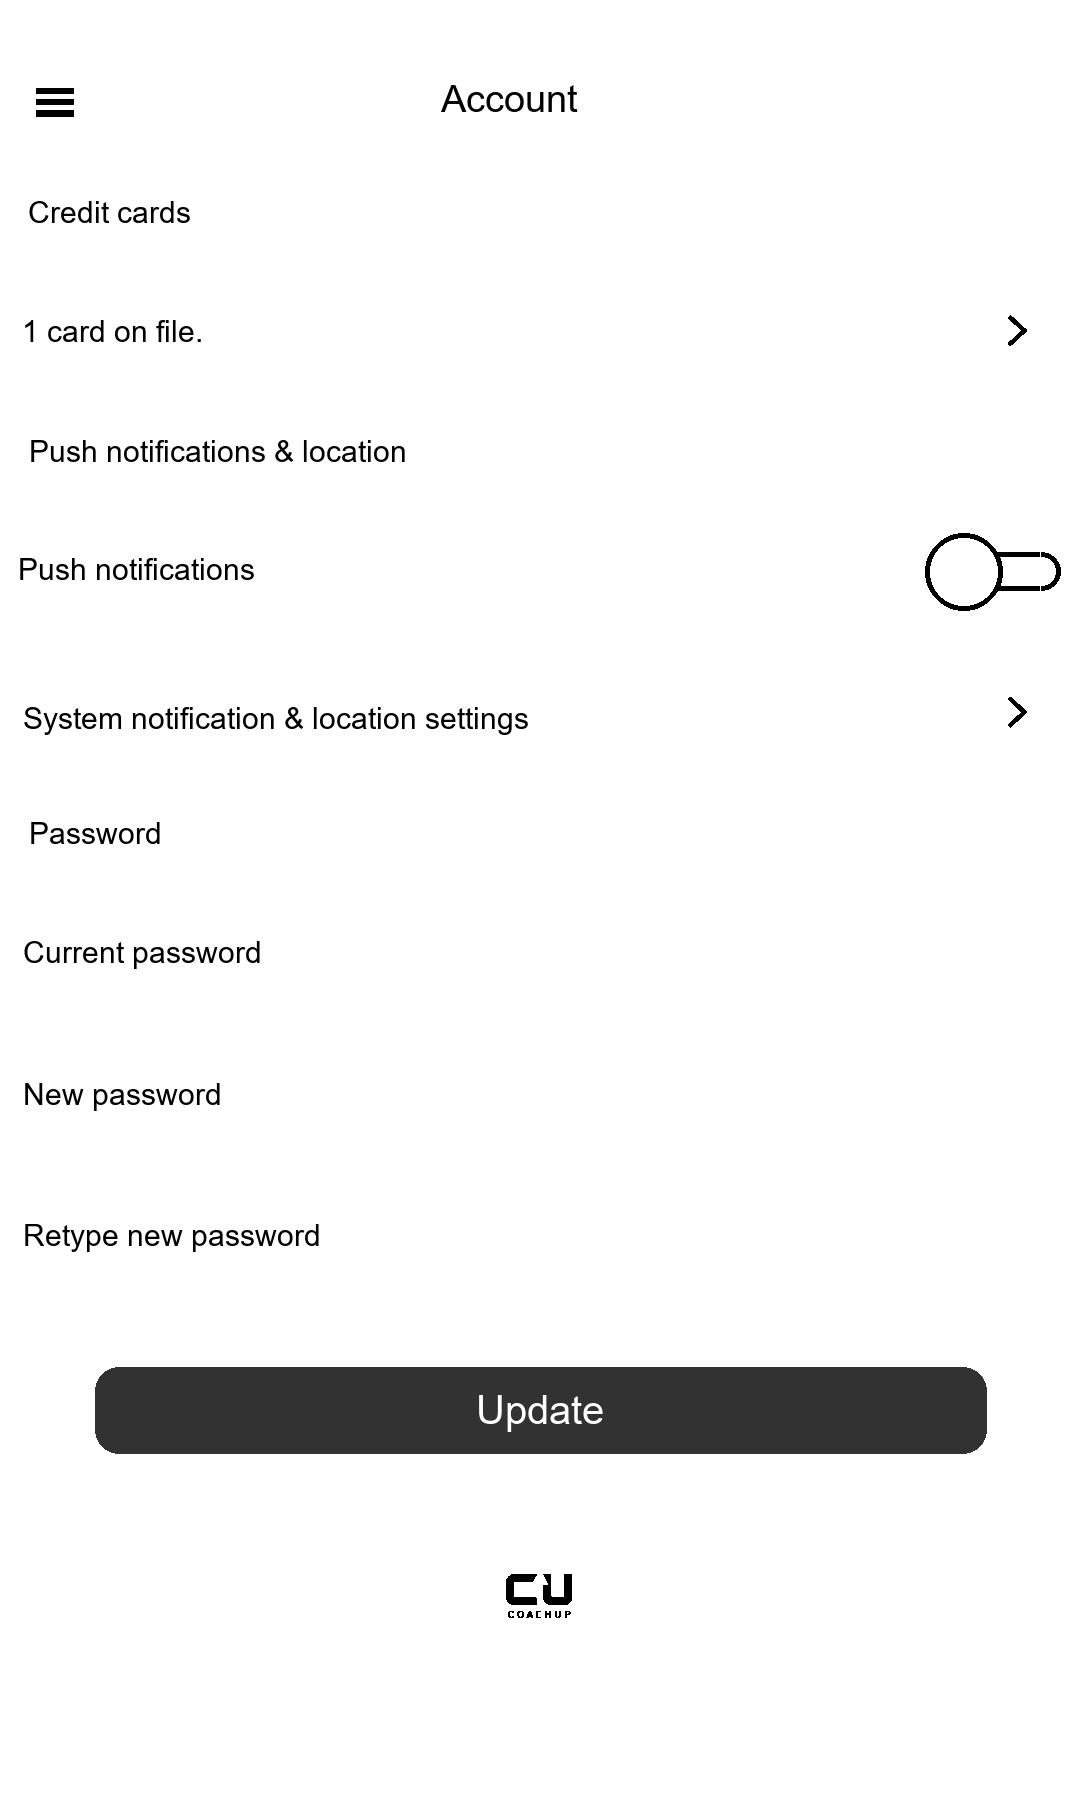 Account
Credit cards
1 card on file.
Push notifications & location
Push notifications
System notification & location settings
Password
Current password
New password
Retype new password
Update
CU
COACHUP